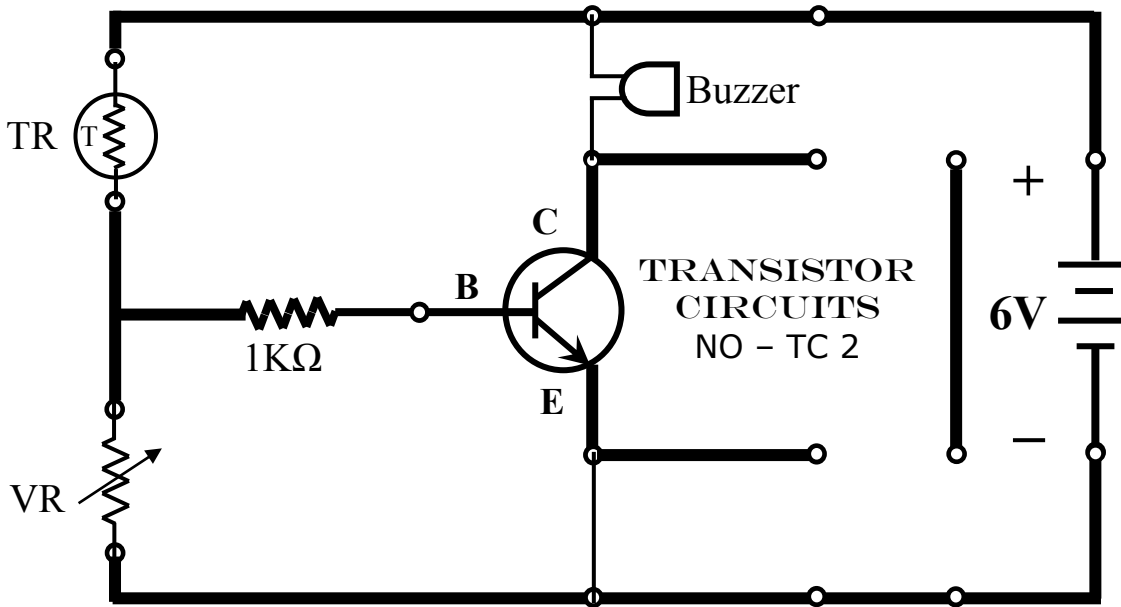 Buzzer
TR
T
C
B
TRANSISTOR
CIRCUITS
NO – TC 2
+
6V
1KΩ
E
–
VR